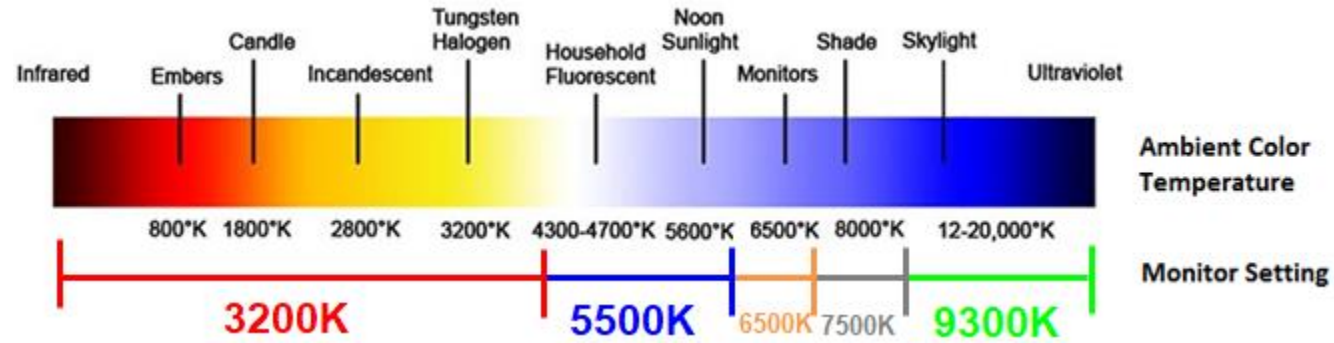 Infrared
Embers
Candle
Incandescent
Tungsten
Halogen
Household
Fluorescent
Noon
Sunlight
Monitors
Shade
Skylight
Ultraviolet
Ambient Color
Temperature
800°K 1800°K 2800°K 3200°K 4300-4700°K 5600°K 6500°K 8000°K 12-20,000°K
Monitor Setting
3200K 5500K 6500K 7500K 9300K